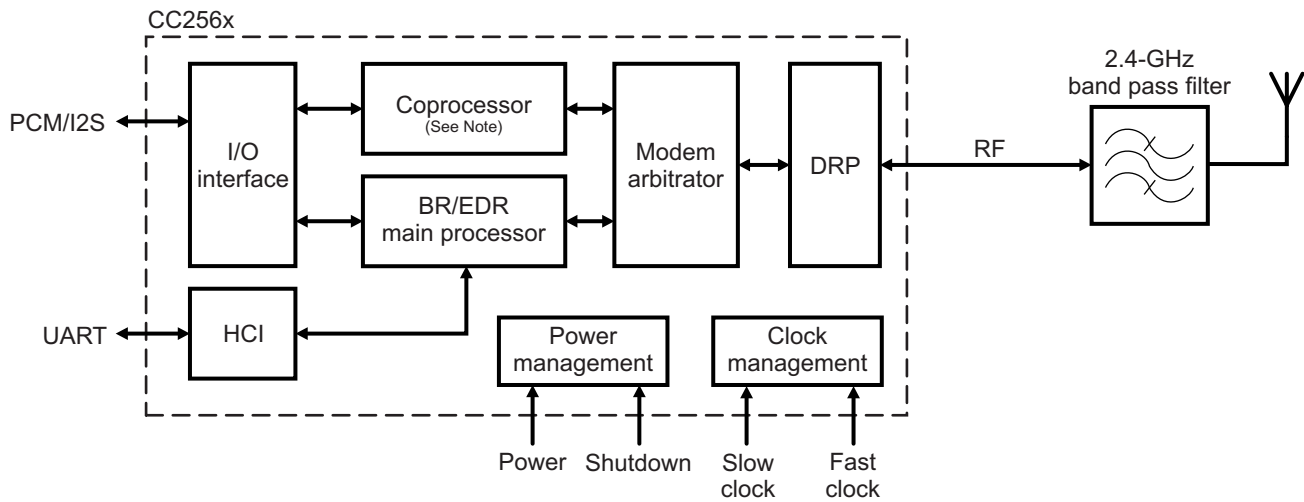 CC256x
2.4-GHz
band pass filter
PCM/I2S
I/O
interface
Coprocessor
(See Note)
BR/EDR
main processor
Modem
arbitrator
DRP
RF
UART
HCI
Power
management
Clock
management
Power
Shutdown
Slow
clock
Fast
clock